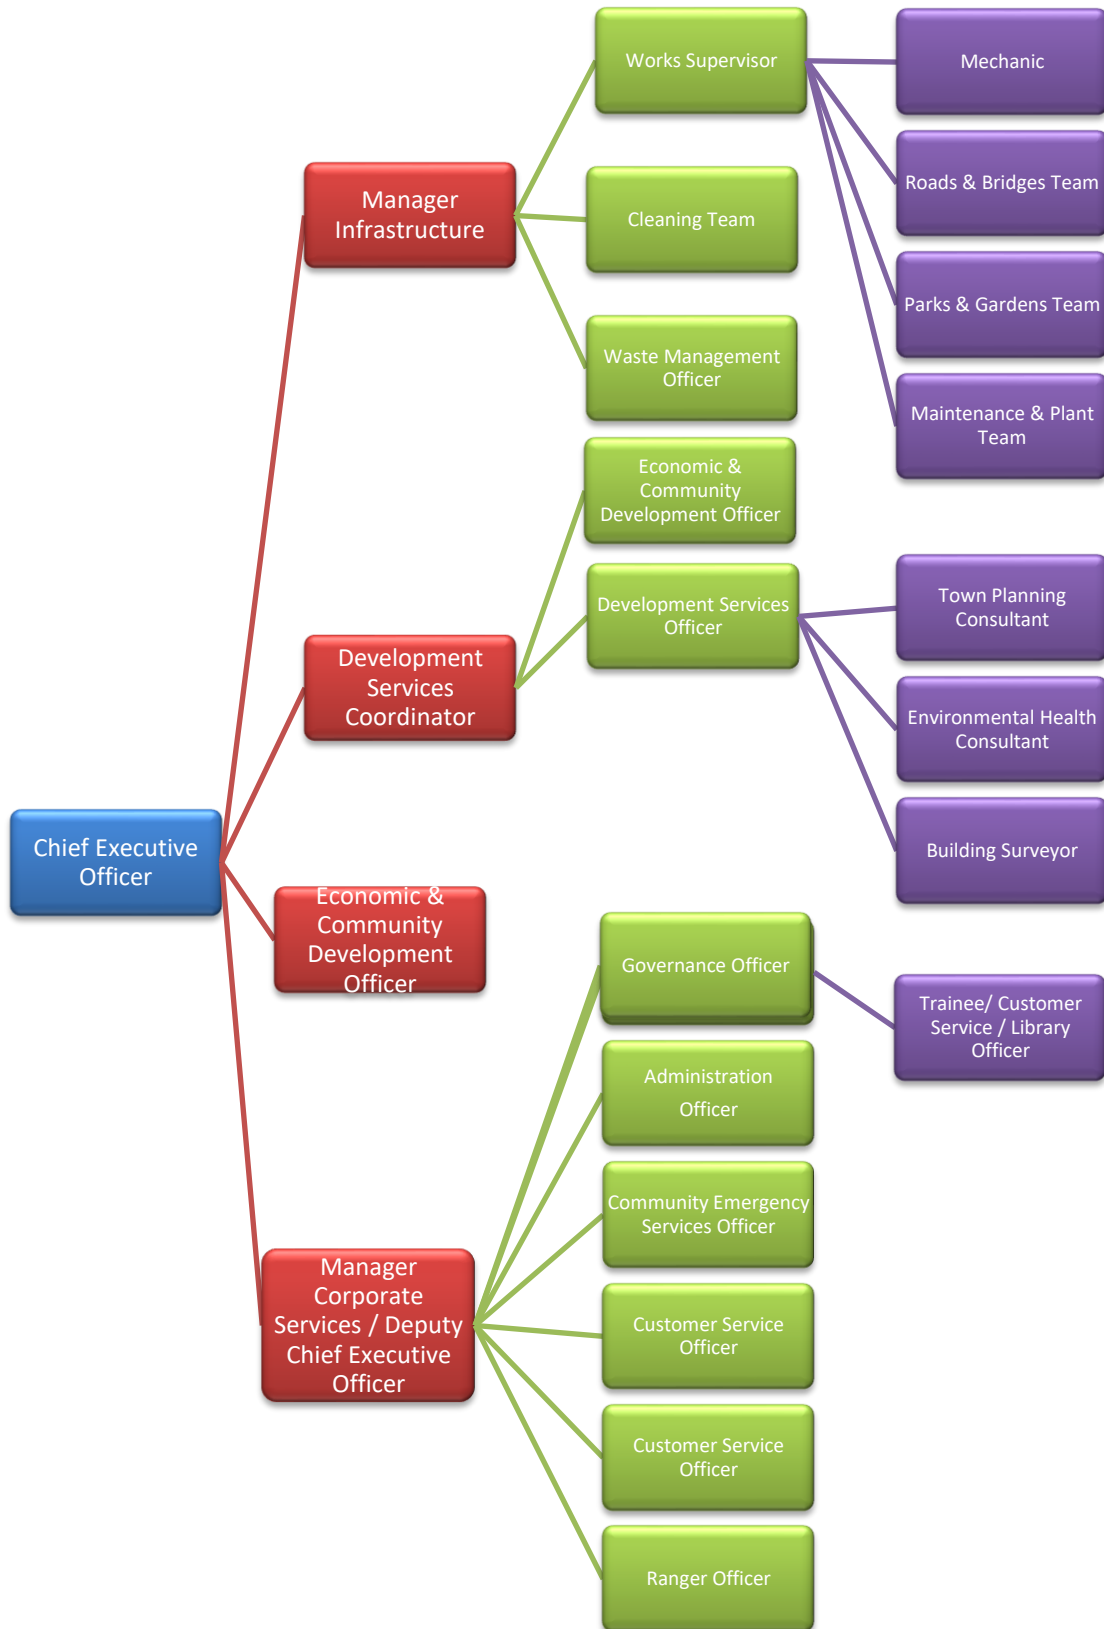 Chief Executive
Officer
Manager
Infrastructure
Works Supervisor
Mechanic
Roads & Bridges Team
Parks & Gardens Team
Maintenance & Plant
Team
Cleaning Team
Waste Management
Officer
Development
Services
Coordinator
Economic &
Community
Development Officer
Development Services
Officer
Town Planning
Consultant
Environmental Health
Consultant
Building Surveyor
Economic &
Community
Development
Officer
Manager
Corporate
Services / Deputy
Chief Executive
Officer
Governance Officer
Trainee/ Customer
Service / Library
Officer
Administration
Officer
Community Emergency
Services Officer
Customer Service
Officer
Customer Service
Officer
Ranger Officer